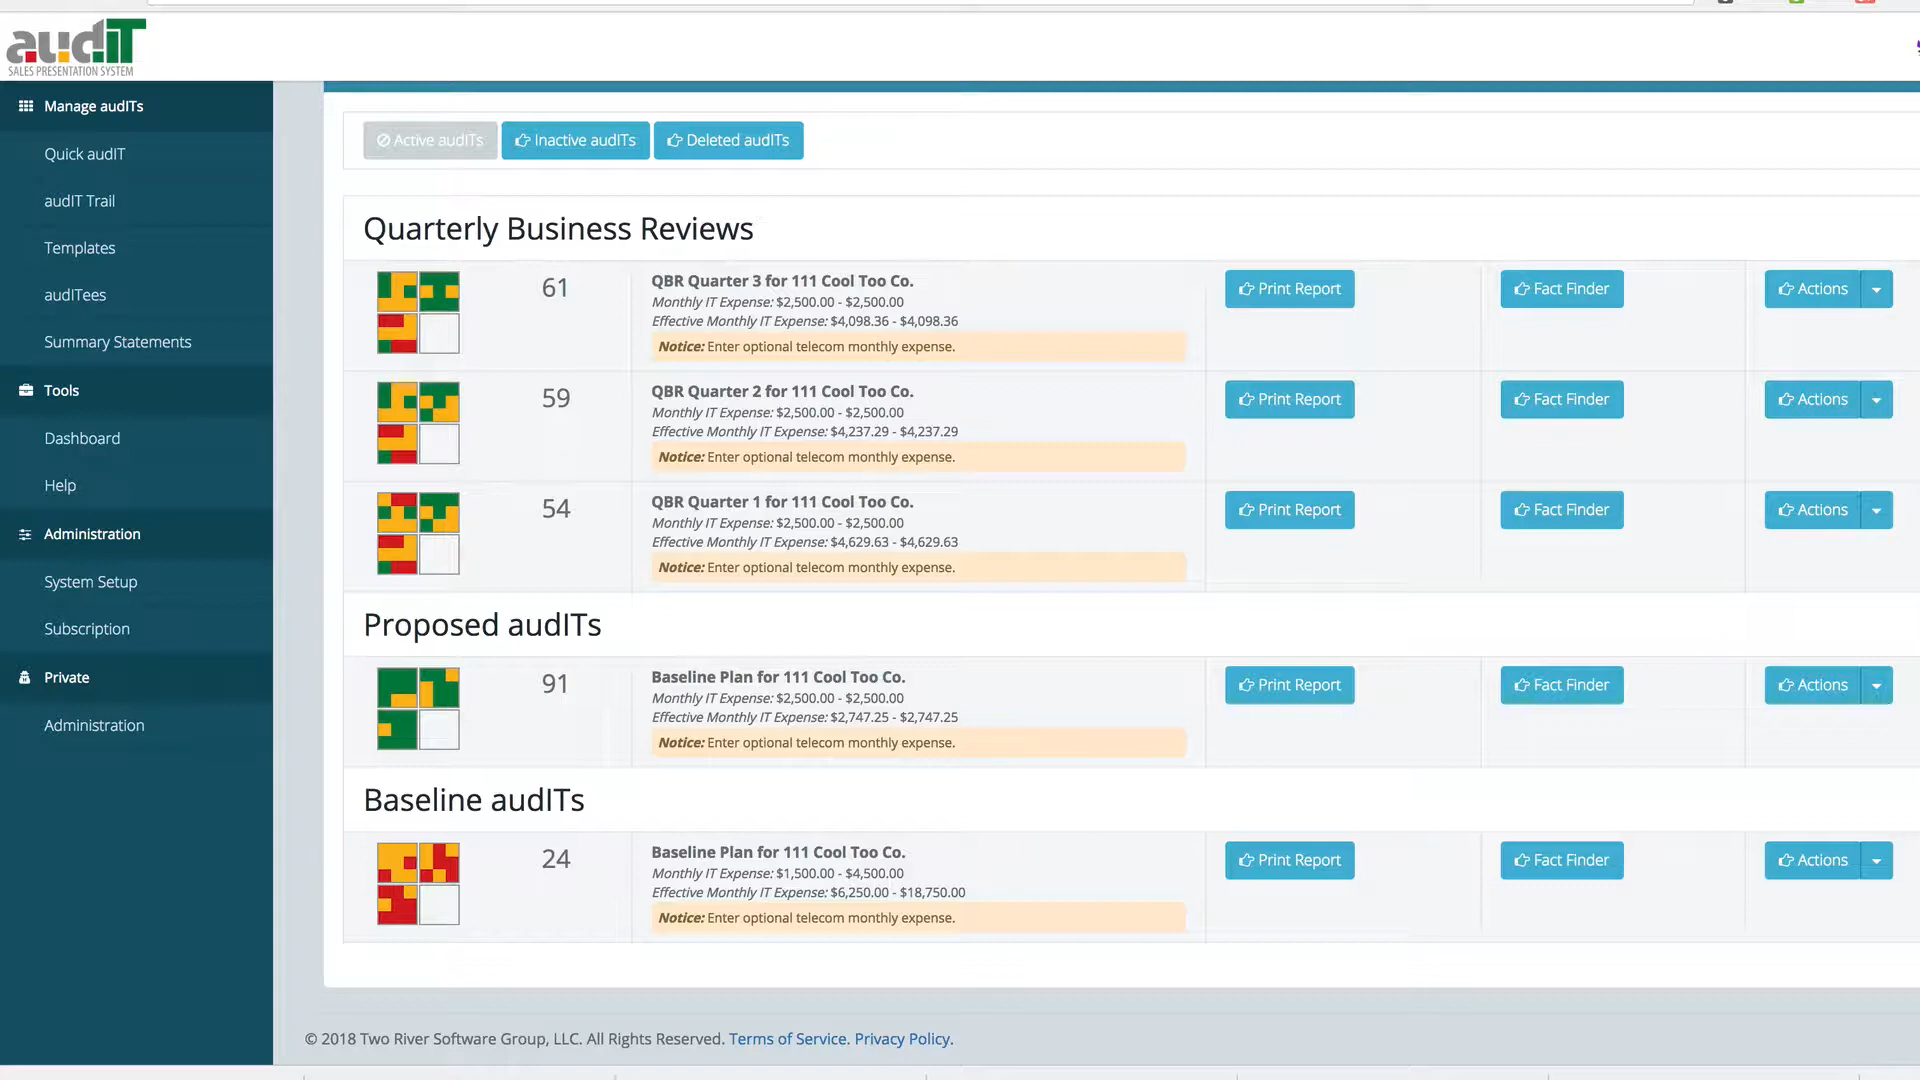 audIT
SALES PRESENTATION SYSTEM
Manage audITs
Quick audIT
audIT Trail
Templates
audITees
Summary Statements
Tools
Dashboard
Help
Administration
System Setup
Subscription
Private
Administration
Active audITs
Inactive audITs
Deleted audITs
Quarterly Business Reviews
61
QBR Quarter 3 for 111 Cool Too Co.
Monthly IT Expense: $2,500.00 - $2,500.00
Effective Monthly IT Expense: $4,098.36 - $4,098.36
Notice: Enter optional telecom monthly expense.
Print Report
Fact Finder
Actions
59
QBR Quarter 2 for 111 Cool Too Co.
Monthly IT Expense: $2,500.00 - $2,500.00
Effective Monthly IT Expense: $4,237.29 - $4,237.29
Notice: Enter optional telecom monthly expense.
Print Report
Fact Finder
Actions
54
QBR Quarter 1 for 111 Cool Too Co.
Monthly IT Expense: $2,500.00 - $2,500.00
Effective Monthly IT Expense: $4,629.63 - $4,629.63
Notice: Enter optional telecom monthly expense.
Print Report
Fact Finder
Actions
Proposed audITs
91
Baseline Plan for 111 Cool Too Co.
Monthly IT Expense: $2,500.00 - $2,500.00
Effective Monthly IT Expense: $2,747.25 - $2,747.25
Notice: Enter optional telecom monthly expense.
Print Report
Fact Finder
Actions
Baseline audITs
24
Baseline Plan for 111 Cool Too Co.
Monthly IT Expense: $1,500.00 - $4,500.00
Effective Monthly IT Expense: $6,250.00 - $18,750.00
Notice: Enter optional telecom monthly expense.
Print Report
Fact Finder
Actions
© 2018 Two River Software Group, LLC. All Rights Reserved. Terms of Service. Privacy Policy.